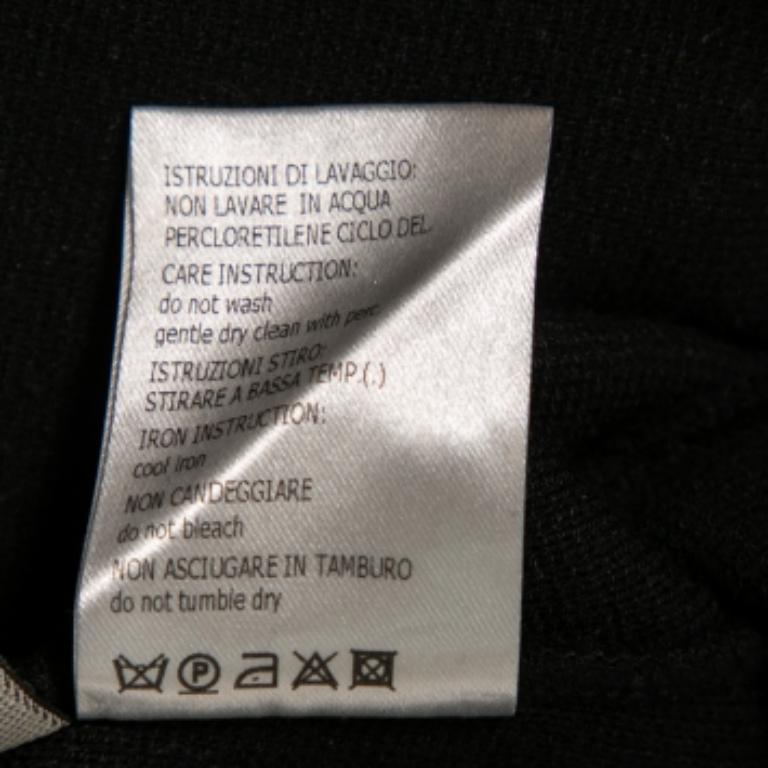 ISTRUZIONI DI LAVAGGIO:
NON LAVARE IN ACQUA
PERCLORETILENE CICLO DEL.
CARE INSTRUCTION:
do not wash
gentle dry clean with perc.
ISTRUZIONI STIRO:
STIRARE A BASSA TEMP.(.)
IRON INSTRUCTION:
cool iron
NON CANDEGGIARE
do not bleach
NON ASCIUGARE IN TAMBURO
do not tumble dry
P